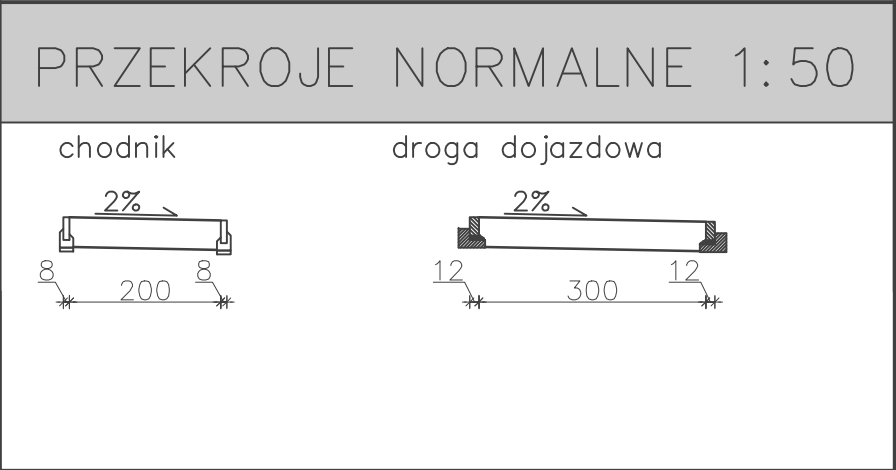 PRZEKROJE NORMALNE 1:50
chodnik
2%
8 8
200
droga dojazdowa
2%
12 12
300